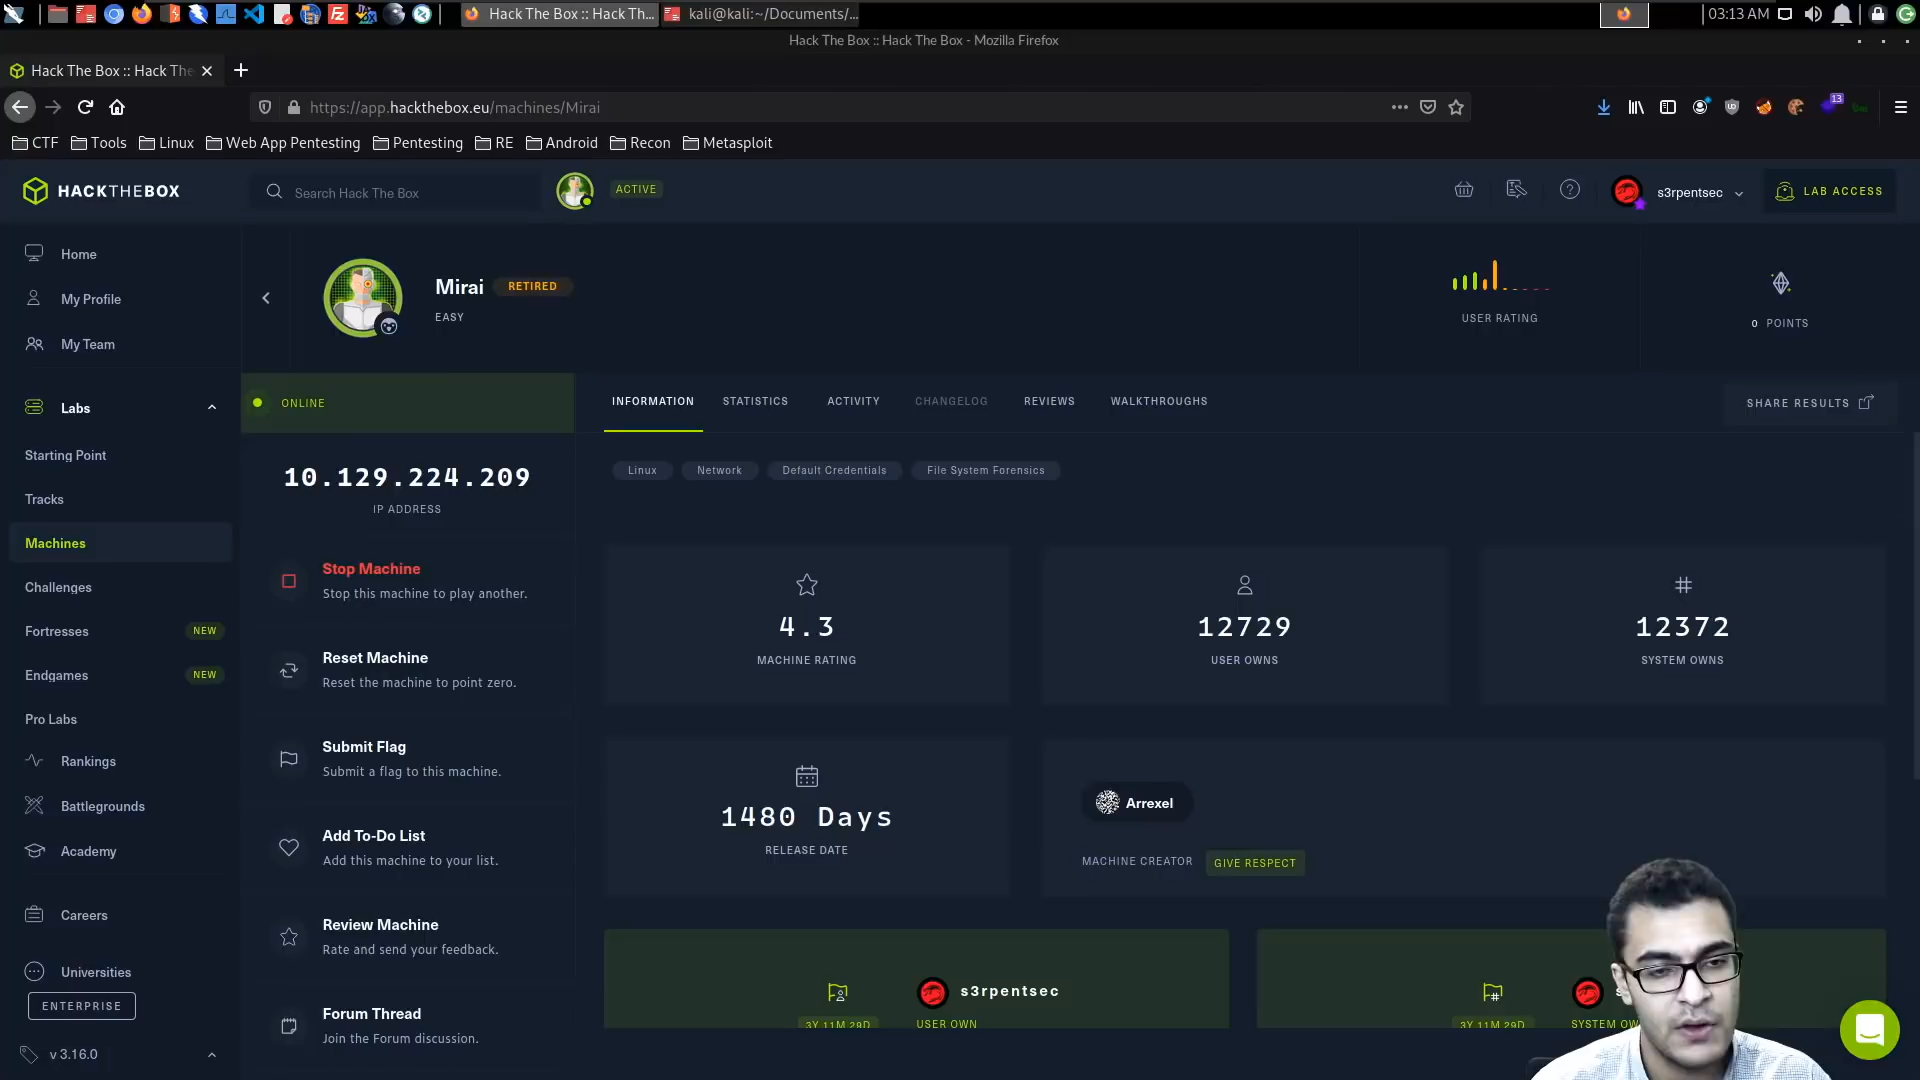 Hack The Box :: Hack Th...
kali@kali:~/Documents/...
03:13 AM
Hack The Box :: Hack The Box - Mozilla Firefox
Hack The Box :: Hack The
https://app.hackthebox.eu/machines/Mirai
13
CTF
Tools
Linux
Web App Pentesting
Pentesting
RE
Android
Recon
Metasploit
HACKTHEBOX
Search Hack The Box
ACTIVE
s3rpentsec
LAB ACCESS
Home
My Profile
My Team
Labs
Starting Point
Tracks
Machines
Challenges
Fortresses NEW
Endgames NEW
Pro Labs
Rankings
Battlegrounds
Academy
Careers
Universities
ENTERPRISE
v 3.16.0
Mirai RETIRED
EASY
USER RATING
0 POINTS
ONLINE
10.129.224.209
IP ADDRESS
Stop Machine
Stop this machine to play another.
Reset Machine
Reset the machine to point zero.
Submit Flag
Submit a flag to this machine.
Add To-Do List
Add this machine to your list.
Review Machine
Rate and send your feedback.
Forum Thread
Join the Forum discussion.
INFORMATION
STATISTICS
ACTIVITY
CHANGELOG
REVIEWS
WALKTHROUGHS
SHARE RESULTS
Linux
Network
Default Credentials
File System Forensics
4.3
MACHINE RATING
12729
USER OWNS
12372
SYSTEM OWNS
1480 Days
RELEASE DATE
Arrexel
MACHINE CREATOR GIVE RESPECT
s3rpentsec
3Y 11M 29D
USER OWN
3Y 11M 29D